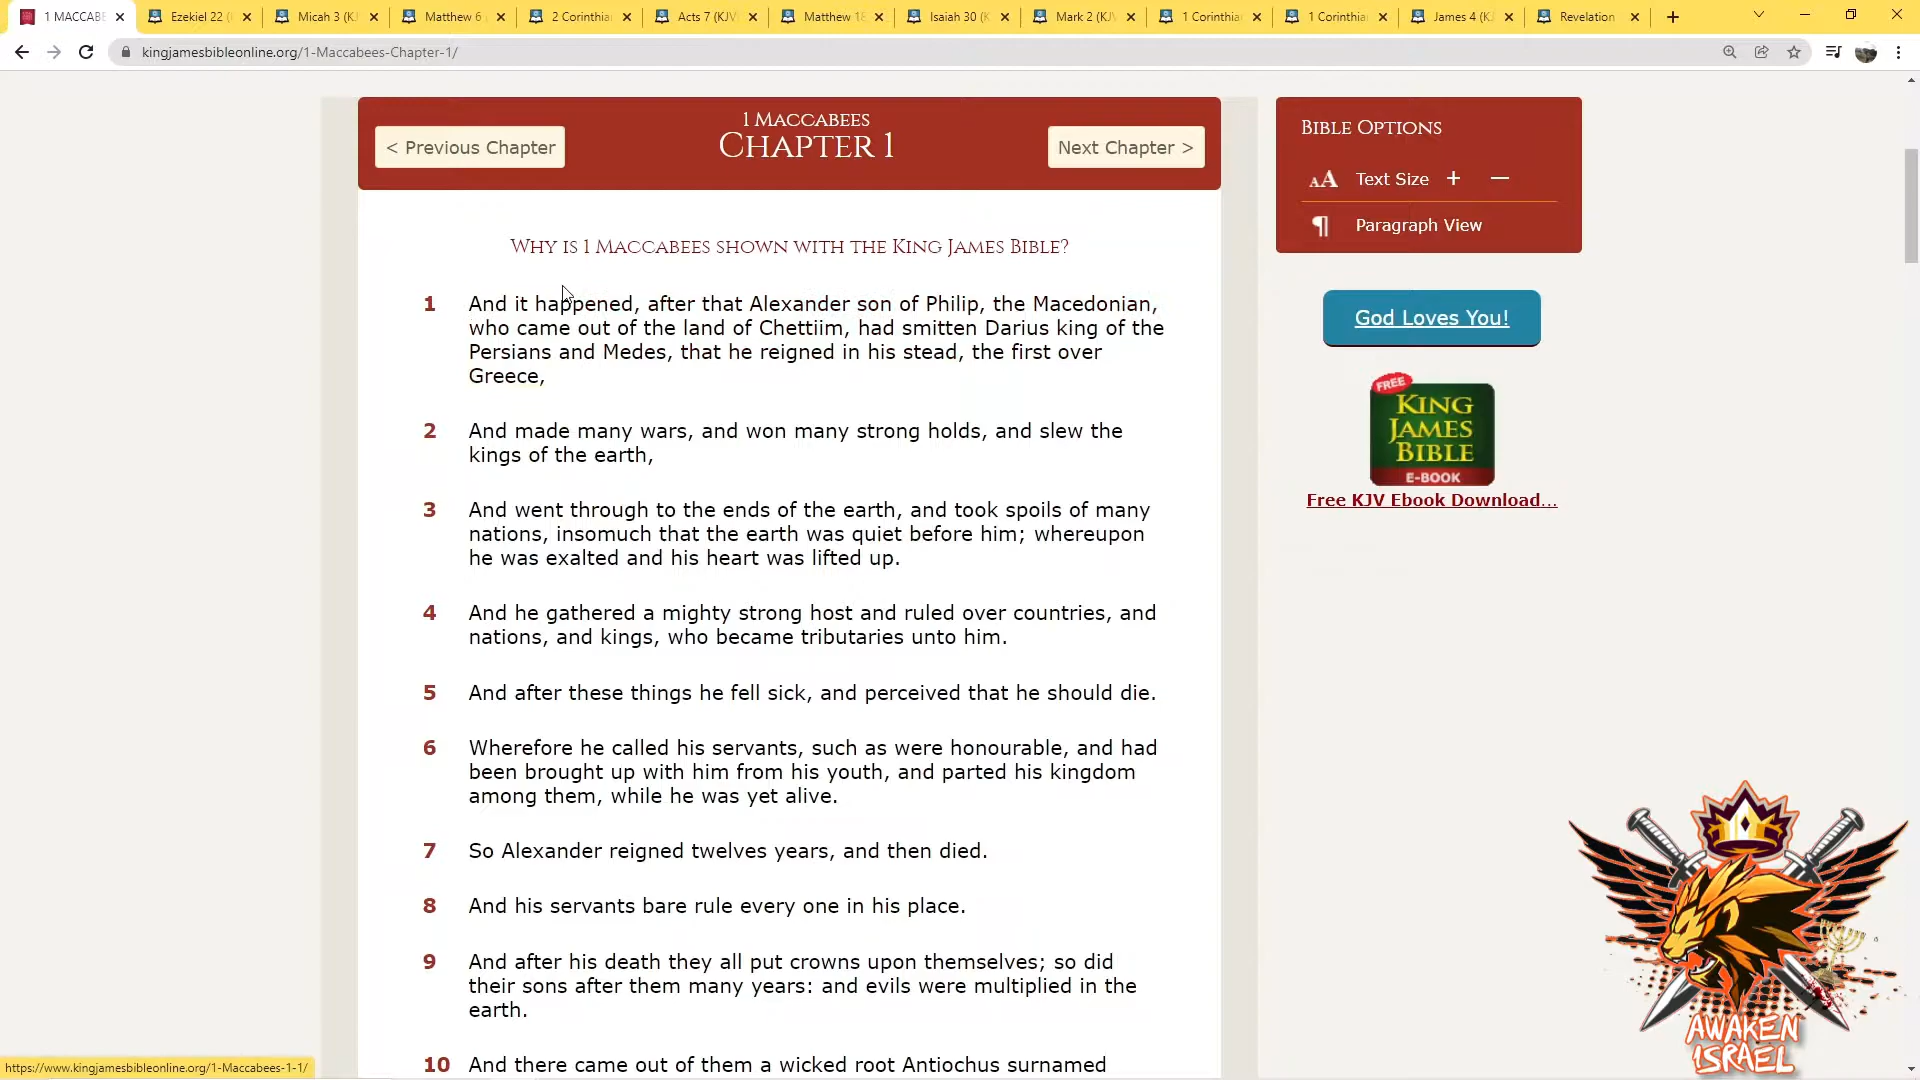 1 MACCABE
Ezekiel 22 (
Micah 3 (KJV
Matthew 6
2 Corinthia
Acts 7 (KJV
Matthew 18
Isaiah 30 (K
Mark 2 (KJV
1 Corinthia
1 Corinthia
James 4 (KJ
Revelation
kingjamesbibleonline.org/1-Maccabees-Chapter-1/
< Previous Chapter
1 MACCABEES
CHAPTER 1
Next Chapter >
BIBLE OPTIONS
AA Text Size + —
¶ Paragraph View
WHY IS 1 MACCABEES SHOWN WITH THE KING JAMES BIBLE?
1 And it happened, after that Alexander son of Philip, the Macedonian,
who came out of the land of Chettiim, had smitten Darius king of the
Persians and Medes, that he reigned in his stead, the first over
Greece,
2 And made many wars, and won many strong holds, and slew the
kings of the earth,
3 And went through to the ends of the earth, and took spoils of many
nations, insomuch that the earth was quiet before him; whereupon
he was exalted and his heart was lifted up.
4 And he gathered a mighty strong host and ruled over countries, and
nations, and kings, who became tributaries unto him.
5 And after these things he fell sick, and perceived that he should die.
6 Wherefore he called his servants, such as were honourable, and had
been brought up with him from his youth, and parted his kingdom
among them, while he was yet alive.
7 So Alexander reigned twelves years, and then died.
8 And his servants bare rule every one in his place.
9 And after his death they all put crowns upon themselves; so did
their sons after them many years: and evils were multiplied in the
earth.
10 And there came out of them a wicked root Antiochus surnamed
God Loves You!
FREE
KING
JAMES
BIBLE
E-BOOK
Free KJV Ebook Download...
AWAKEN
ISRAEL
https://www.kingjamesbibleonline.org/1-Maccabees-1-1/